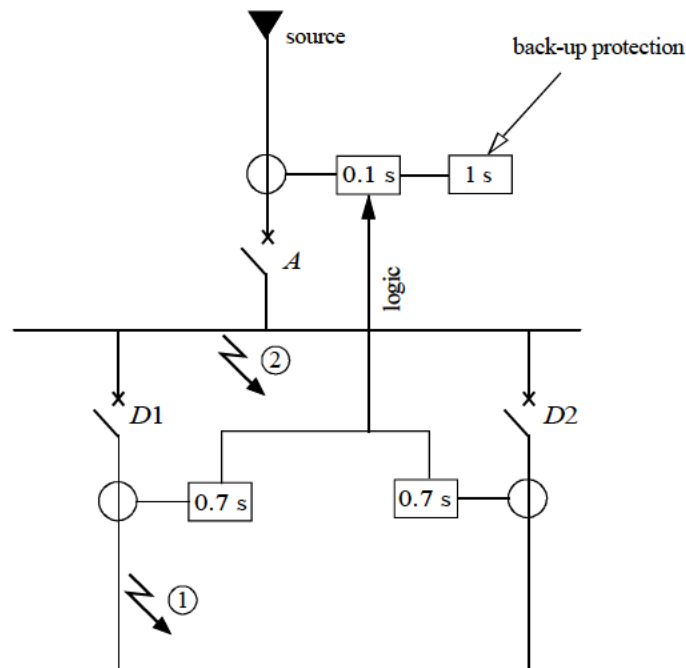 source
back-up protection
0.1 s
1 s
A
logic
②
D1
D2
0.7 s
0.7 s
①